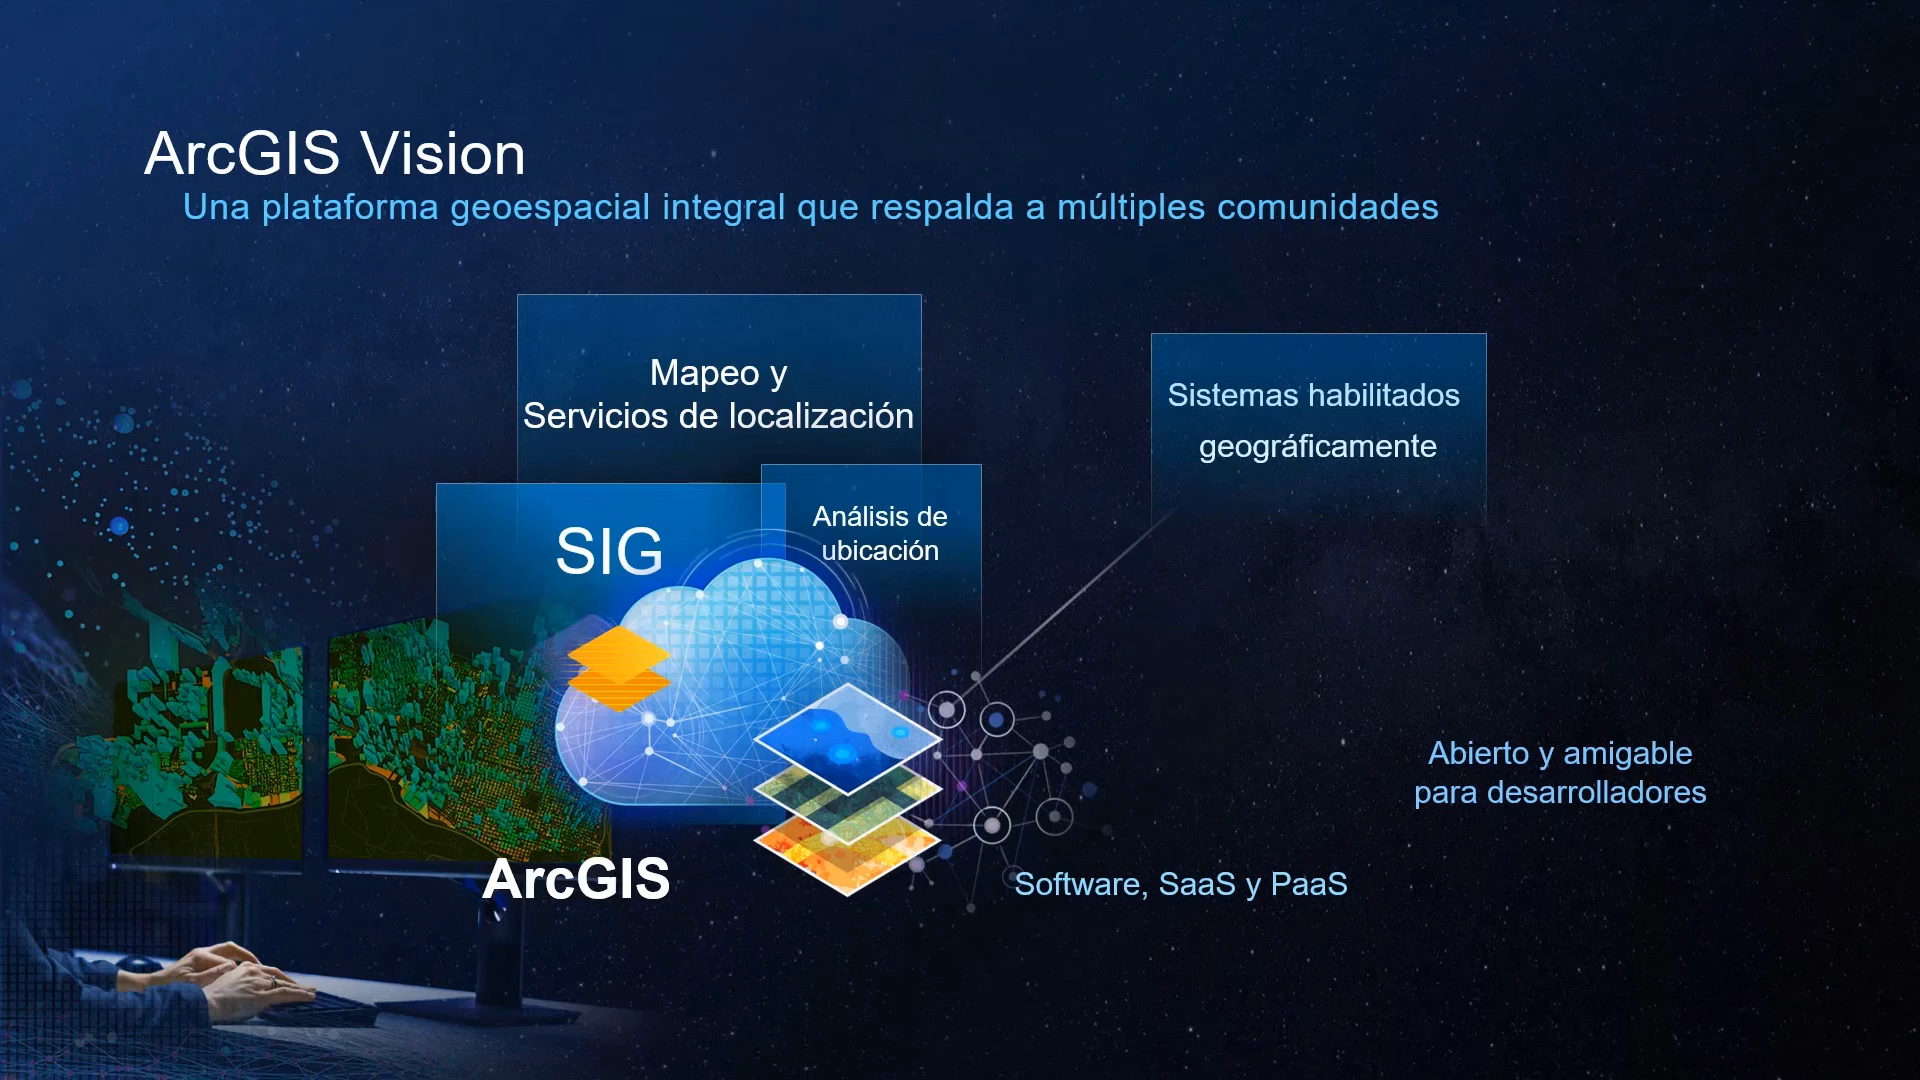 ArcGIS Vision
Una plataforma geoespacial integral que respalda a múltiples comunidades
Mapeo y
Servicios de localización
Sistemas habilitados
geográficamente
SIG
Análisis de
ubicación
Abierto y amigable
para desarrolladores
ArcGIS
Software, SaaS y PaaS